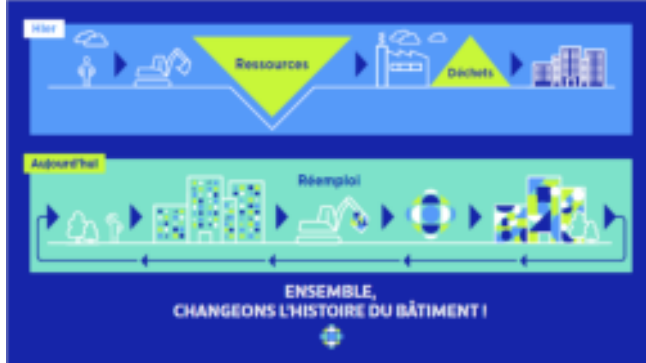 Hier
Ressources
Déchets
Aujourd'hui
Réemploi
ENSEMBLE,
CHANGEONS L'HISTOIRE DU BÂTIMENT !